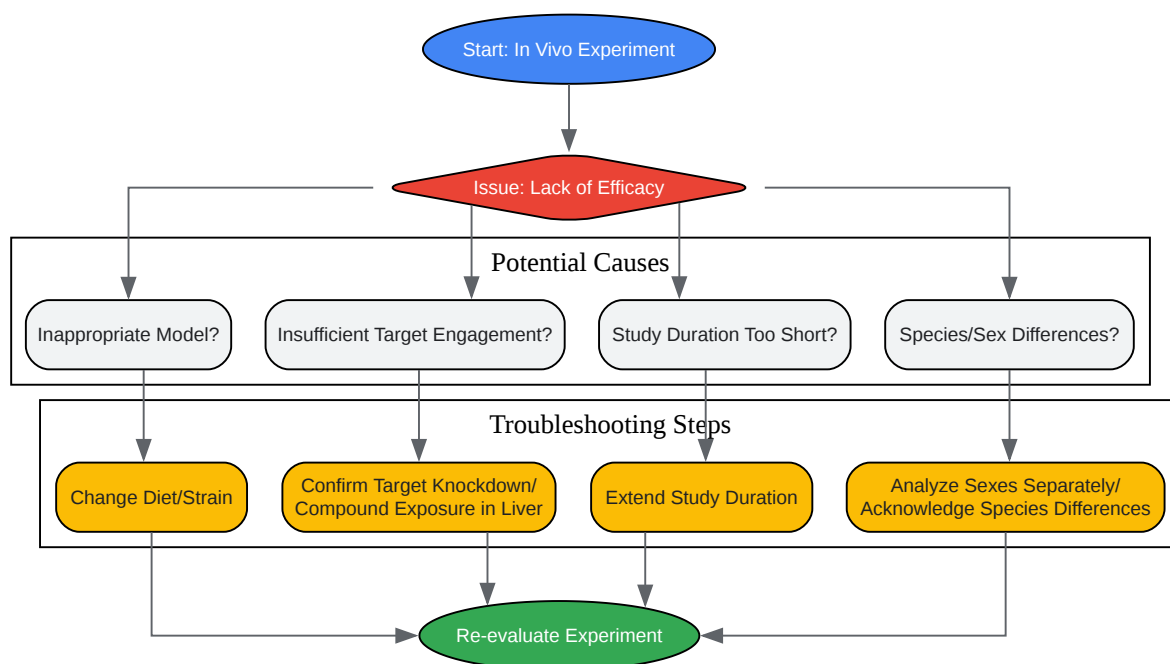 Start: In Vivo Experiment
Issue: Lack of Efficacy
Potential Causes
Inappropriate Model?
Insufficient Target Engagement?
Study Duration Too Short?
Species/Sex Differences?
Troubleshooting Steps
Change Diet/Strain
Confirm Target Knockdown/
Compound Exposure in Liver
Extend Study Duration
Analyze Sexes Separately/
Acknowledge Species Differences
Re-evaluate Experiment